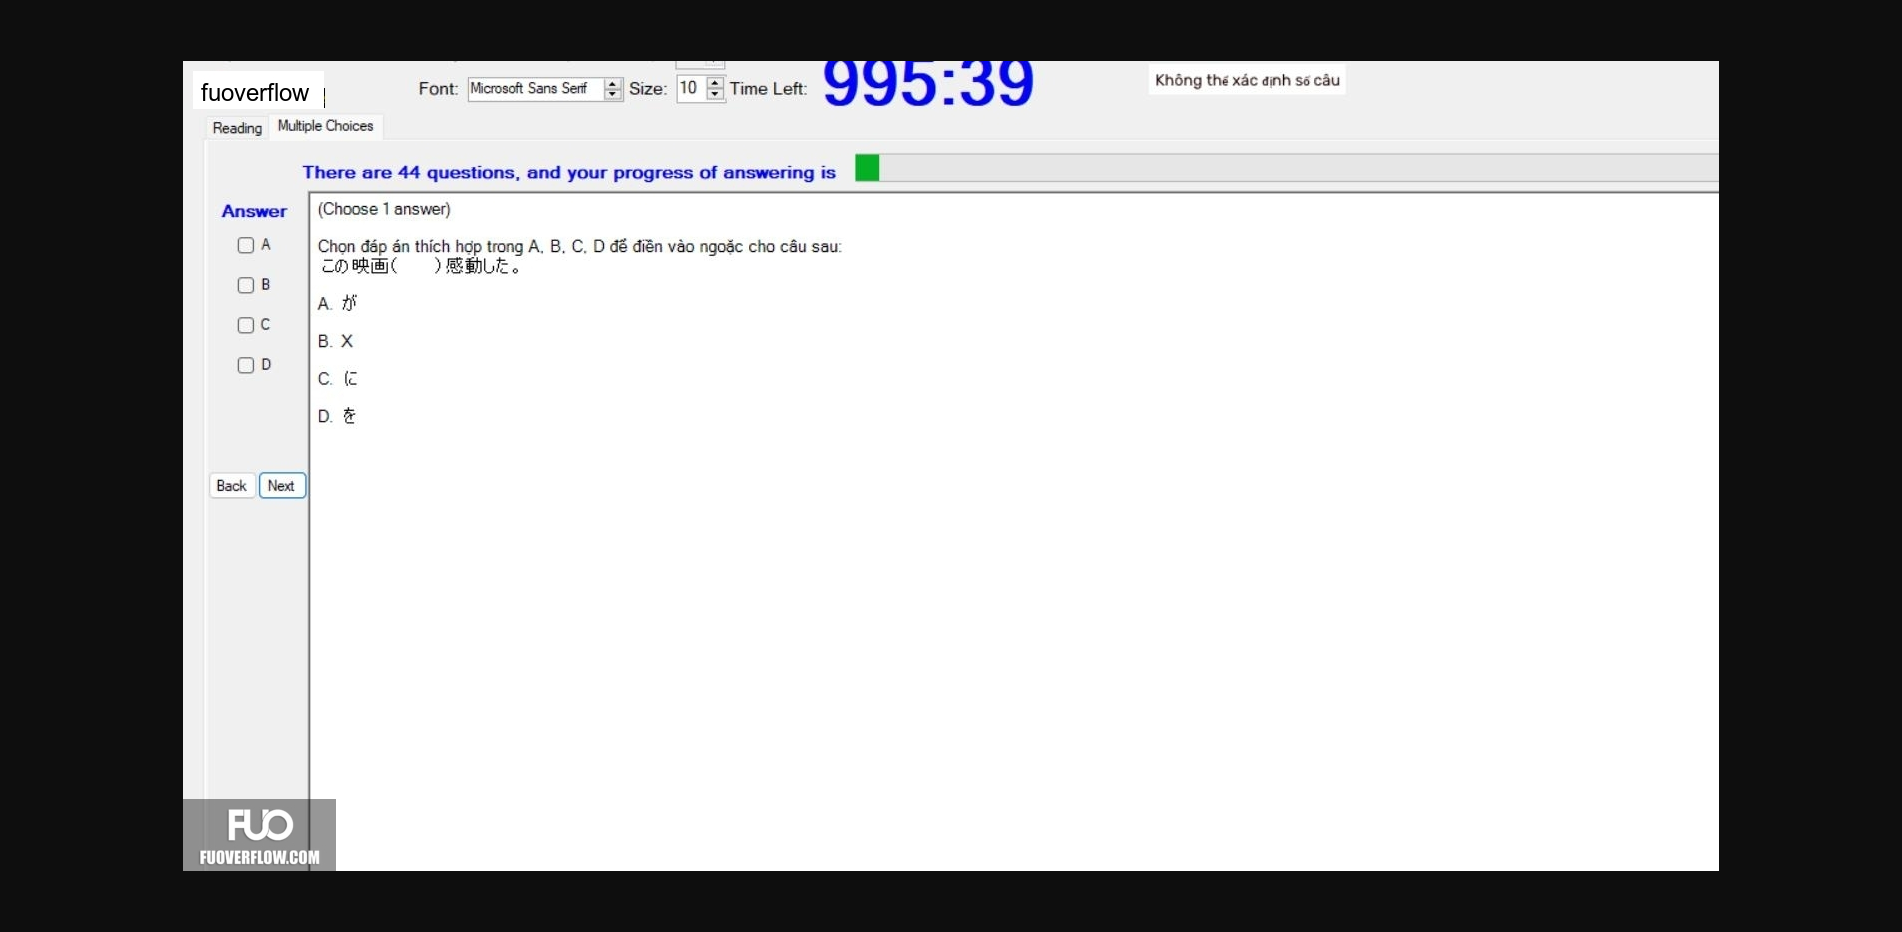 fuoverflow
Font: Microsoft Sans Serif Size: 10 Time Left: 995:39
Không thể xác định số câu
Reading Multiple Choices
There are 44 questions, and your progress of answering is
Answer
(Choose 1 answer)
A
Chọn đáp án thích hợp trong A, B, C, D để điền vào ngoặc cho câu sau:
この映画(　　)感動した。
B
A. が
C
B. X
D
C. に
D. を
Back Next
FUO
FUOVERFLOW.COM